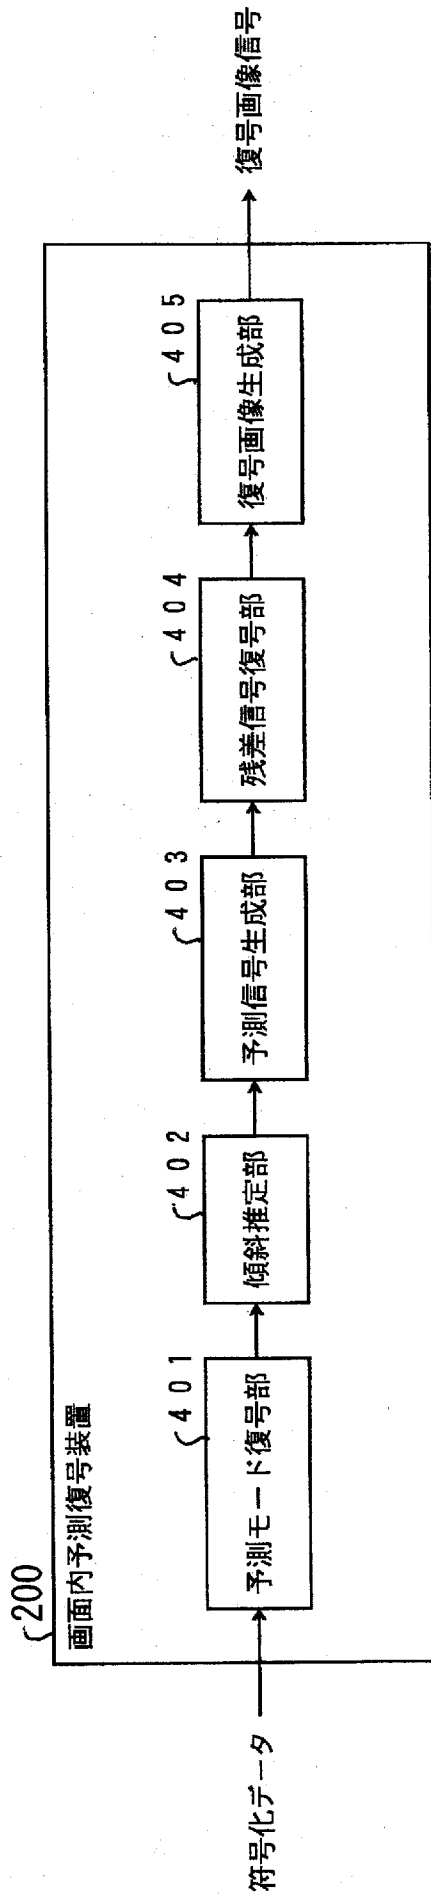 200
画面内予測復号装置
符号化データ
401
予測モード復号部
402
傾斜推定部
403
予測信号生成部
404
残差信号復号部
405
復号画像生成部
復号画像信号